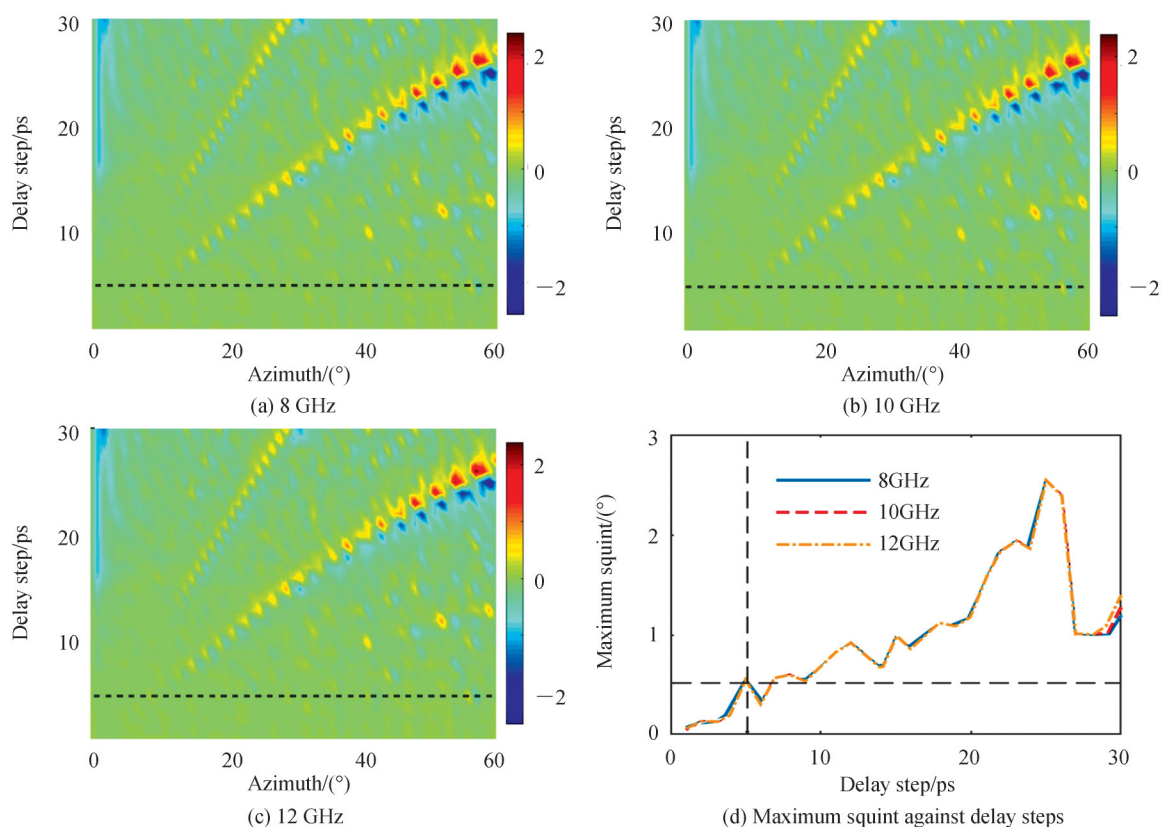 30
20
10
Delay step/ps
2
0
−2
0
20
40
60
Azimuth/(°)
(a) 8 GHz
30
20
10
Delay step/ps
2
0
−2
0
20
40
60
Azimuth/(°)
(b) 10 GHz
30
20
10
Delay step/ps
2
0
−2
0
20
40
60
Azimuth/(°)
(c) 12 GHz
3
2
1
0
Maximum squint/(°)
8GHz
10GHz
12GHz
0
10
20
30
Delay step/ps
(d) Maximum squint against delay steps